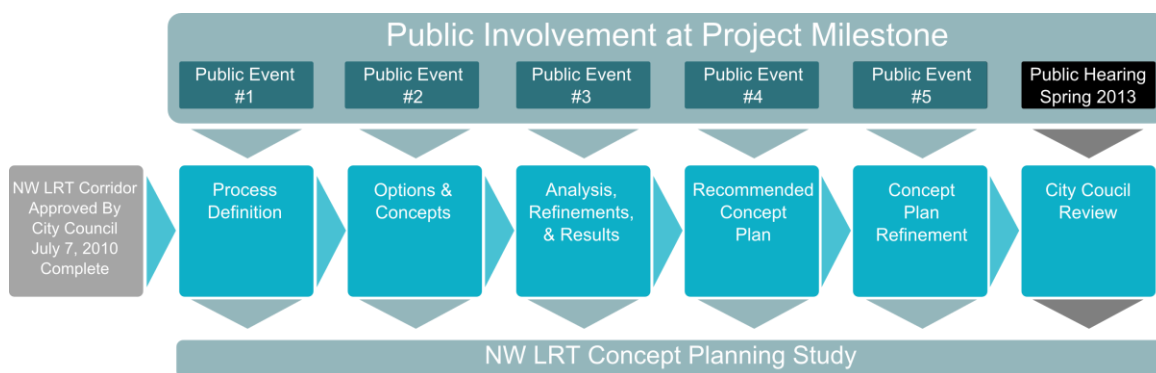 Public Involvement at Project Milestone
Public Event
#1
Public Event
#2
Public Event
#3
Public Event
#4
Public Event
#5
Public Hearing
Spring 2013
NW LRT Corridor
Approved By
City Council
July 7, 2010
Complete
Process
Definition
Options &
Concepts
Analysis,
Refinements,
& Results
Recommended
Concept
Plan
Concept
Plan
Refinement
City Coucil
Review
NW LRT Concept Planning Study